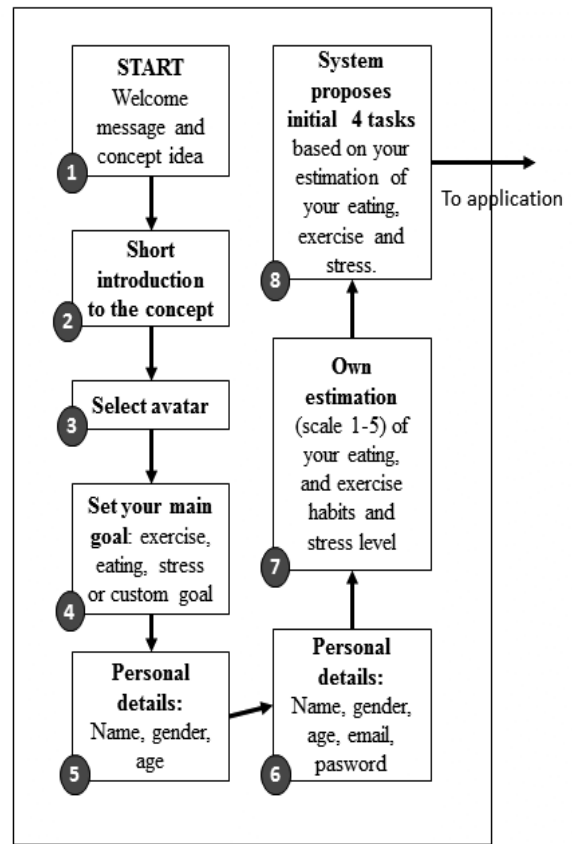 START
Welcome
message and
concept idea
1
Short
introduction
to the concept
2
Select avatar
3
Set your main
goal: exercise,
eating, stress
or custom goal
4
Personal
details:
Name, gender,
age
5
Personal
details:
Name, gender,
age, email,
pasword
6
Own
estimation
(scale 1-5) of
your eating,
and exercise
habits and
stress level
7
System
proposes
initial 4 tasks
based on your
estimation of
your eating,
exercise and
stress.
8
To application